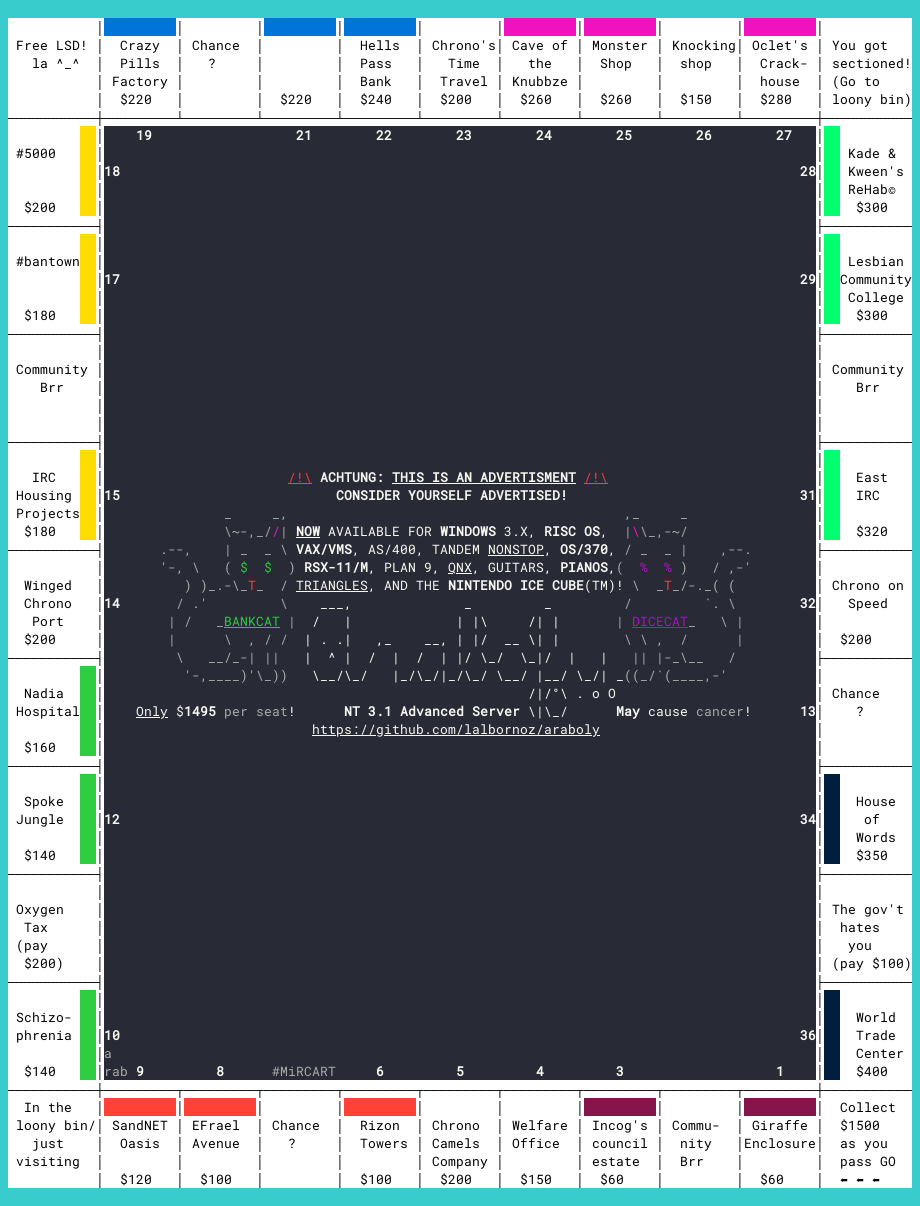 Free LSD!
la ^_^
Crazy
Pills
Factory
$220
Chance
?
$220
Hells
Pass
Bank
$240
Chrono's
Time
Travel
$200
Cave of
the
Knubbze
$260
Monster
Shop
$260
Knocking
shop
$150
Oclet's
Crack-
house
$280
You got
sectioned!
(Go to
loony bin)
19 21 22 23 24 25 26 27
#5000
$200
18
28
Kade &
Kween's
ReHab©
$300
#bantown
$180
17
29
Lesbian
Community
College
$300
Community
Brr
Community
Brr
IRC
Housing
Projects
$180
15
31
East
IRC
$320
/!\ ACHTUNG: THIS IS AN ADVERTISMENT /!\
CONSIDER YOURSELF ADVERTISED!
NOW AVAILABLE FOR WINDOWS 3.X, RISC OS,
VAX/VMS, AS/400, TANDEM NONSTOP, OS/370,
RSX-11/M, PLAN 9, QNX, GUITARS, PIANOS,
TRIANGLES, AND THE NINTENDO ICE CUBE(TM)!
$ $
% %
BANKCAT
DICECAT
. o O
Only $1495 per seat! NT 3.1 Advanced Server May cause cancer!
https://github.com/lalbornoz/araboly
Winged
Chrono
Port
$200
14
32
Chrono on
Speed
$200
Nadia
Hospital
$160
13
Chance
?
Spoke
Jungle
$140
12
34
House
of
Words
$350
Oxygen
Tax
(pay
$200)
The gov't
hates
you
(pay $100)
Schizo-
phrenia
$140
10
36
World
Trade
Center
$400
a
rab 9 8 #MiRCART 6 5 4 3 1
In the
loony bin/
just
visiting
SandNET
Oasis
$120
EFrael
Avenue
$100
Chance
?
Rizon
Towers
$100
Chrono
Camels
Company
$200
Welfare
Office
$150
Incog's
council
estate
$60
Commu-
nity
Brr
Giraffe
Enclosure
$60
Collect
$1500
as you
pass GO
⬅ ⬅ ⬅